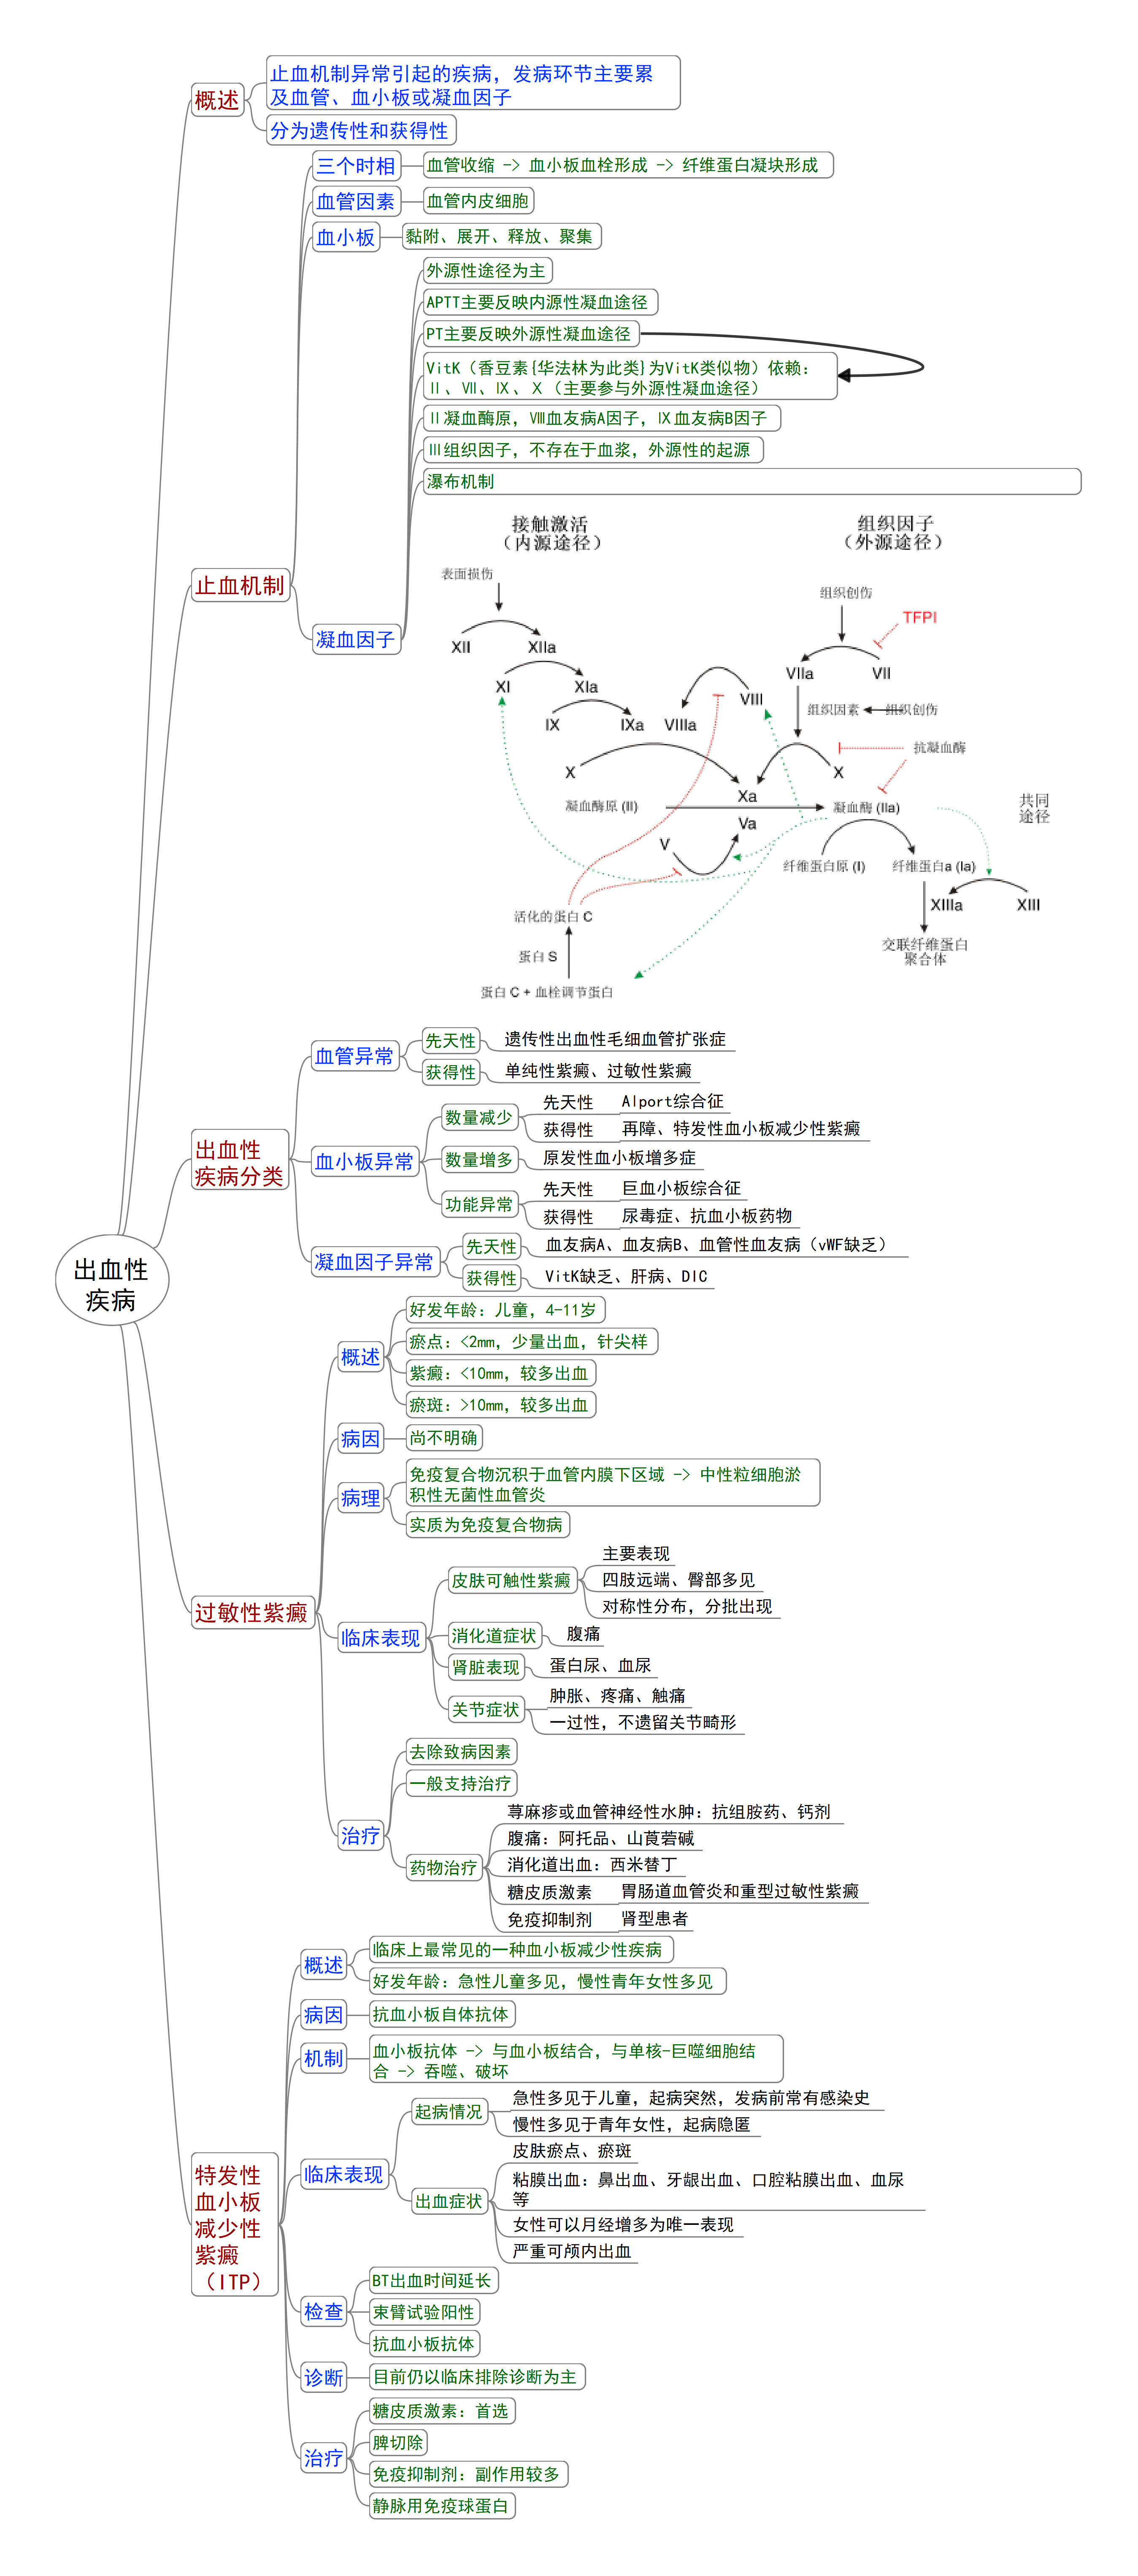 出血性
疾病
概述
止血机制异常引起的疾病，发病环节主要累
及血管、血小板或凝血因子
分为遗传性和获得性
止血机制
三个时相
血管收缩 -> 血小板血栓形成 -> 纤维蛋白凝块形成
血管因素
血管内皮细胞
血小板
黏附、展开、释放、聚集
凝血因子
外源性途径为主
APTT主要反映内源性凝血途径
PT主要反映外源性凝血途径
VitK（香豆素{华法林为此类}为VitK类似物）依赖：
Ⅱ、Ⅶ、Ⅸ、Ⅹ（主要参与外源性凝血途径）
Ⅱ凝血酶原，Ⅷ血友病A因子，Ⅸ血友病B因子
Ⅲ组织因子，不存在于血浆，外源性的起源
瀑布机制
接触激活
（内源途径）
组织因子
（外源途径）
表面损伤
组织创伤
TFPI
XII
XIIa
VIIa
VII
XI
XIa
VIII
组织因素
组织创伤
IX
IXa
VIIIa
抗凝血酶
X
X
Xa
凝血酶原 (II)
凝血酶 (IIa)
共同
途径
Va
V
纤维蛋白原 (I)
纤维蛋白a (Ia)
XIIIa
XIII
活化的蛋白 C
交联纤维蛋白
聚合体
蛋白 S
蛋白 C + 血栓调节蛋白
出血性
疾病分类
血管异常
先天性
遗传性出血性毛细血管扩张症
获得性
单纯性紫癜、过敏性紫癜
血小板异常
数量减少
先天性
Alport综合征
获得性
再障、特发性血小板减少性紫癜
数量增多
原发性血小板增多症
功能异常
先天性
巨血小板综合征
获得性
尿毒症、抗血小板药物
凝血因子异常
先天性
血友病A、血友病B、血管性血友病（vWF缺乏）
获得性
VitK缺乏、肝病、DIC
过敏性紫癜
概述
好发年龄：儿童，4-11岁
瘀点：<2mm，少量出血，针尖样
紫癜：<10mm，较多出血
瘀斑：>10mm，较多出血
病因
尚不明确
病理
免疫复合物沉积于血管内膜下区域 -> 中性粒细胞淤
积性无菌性血管炎
实质为免疫复合物病
临床表现
皮肤可触性紫癜
主要表现
四肢远端、臀部多见
对称性分布，分批出现
消化道症状
腹痛
肾脏表现
蛋白尿、血尿
关节症状
肿胀、疼痛、触痛
一过性，不遗留关节畸形
治疗
去除致病因素
一般支持治疗
药物治疗
荨麻疹或血管神经性水肿：抗组胺药、钙剂
腹痛：阿托品、山莨菪碱
消化道出血：西米替丁
糖皮质激素
胃肠道血管炎和重型过敏性紫癜
免疫抑制剂
肾型患者
特发性
血小板
减少性
紫癜
（ITP）
概述
临床上最常见的一种血小板减少性疾病
好发年龄：急性儿童多见，慢性青年女性多见
病因
抗血小板自体抗体
机制
血小板抗体 -> 与血小板结合，与单核-巨噬细胞结
合 -> 吞噬、破坏
临床表现
起病情况
急性多见于儿童，起病突然，发病前常有感染史
慢性多见于青年女性，起病隐匿
出血症状
皮肤瘀点、瘀斑
粘膜出血：鼻出血、牙龈出血、口腔粘膜出血、血尿
等
女性可以月经增多为唯一表现
严重可颅内出血
检查
BT出血时间延长
束臂试验阳性
抗血小板抗体
诊断
目前仍以临床排除诊断为主
治疗
糖皮质激素：首选
脾切除
免疫抑制剂：副作用较多
静脉用免疫球蛋白